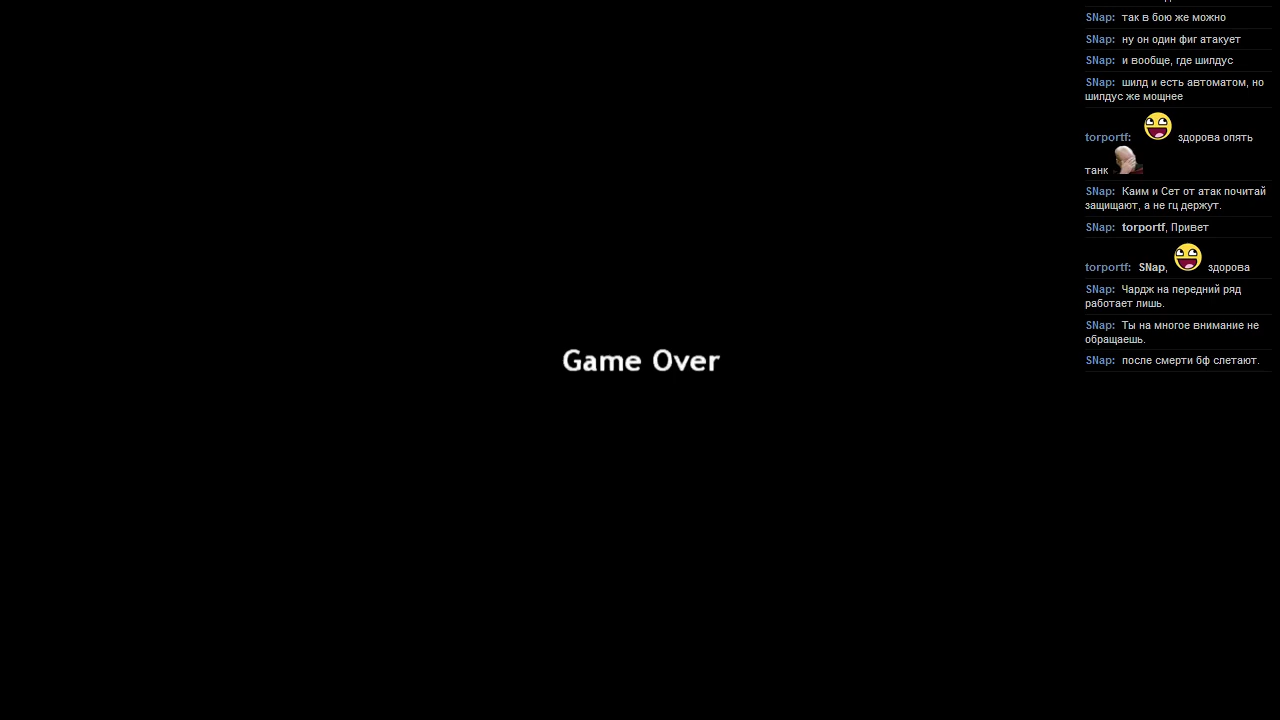 SNap: так в бою же можно
SNap: ну он один фиг атакует
SNap: и вообще, где шилдус
SNap: шилд и есть автоматом, но
шилдус же мощнее
torportf: здорова опять
танк
SNap: Каим и Сет от атак почитай
защищают, а не гц держут.
SNap: torportf, Привет
torportf: SNap, здорова
SNap: Чардж на передний ряд
работает лишь.
SNap: Ты на многое внимание не
обращаешь.
Game Over
SNap: после смерти бф слетают.